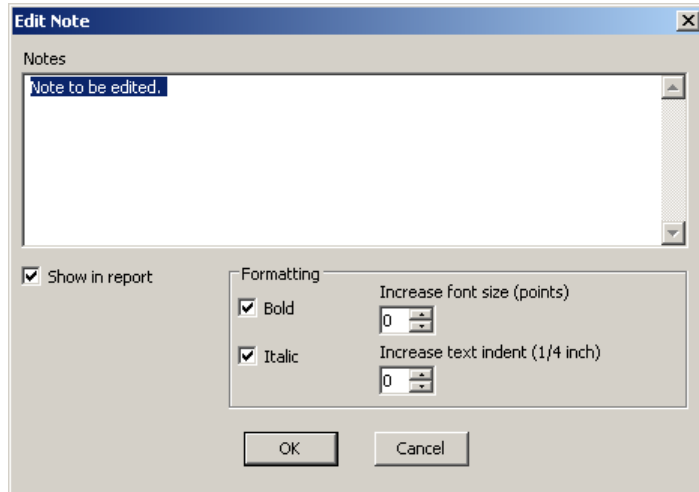 Edit Note
Notes
Note to be edited.
Show in report
Formatting
Bold
Increase font size (points)
0
Italic
Increase text indent (1/4 inch)
0
OK
Cancel